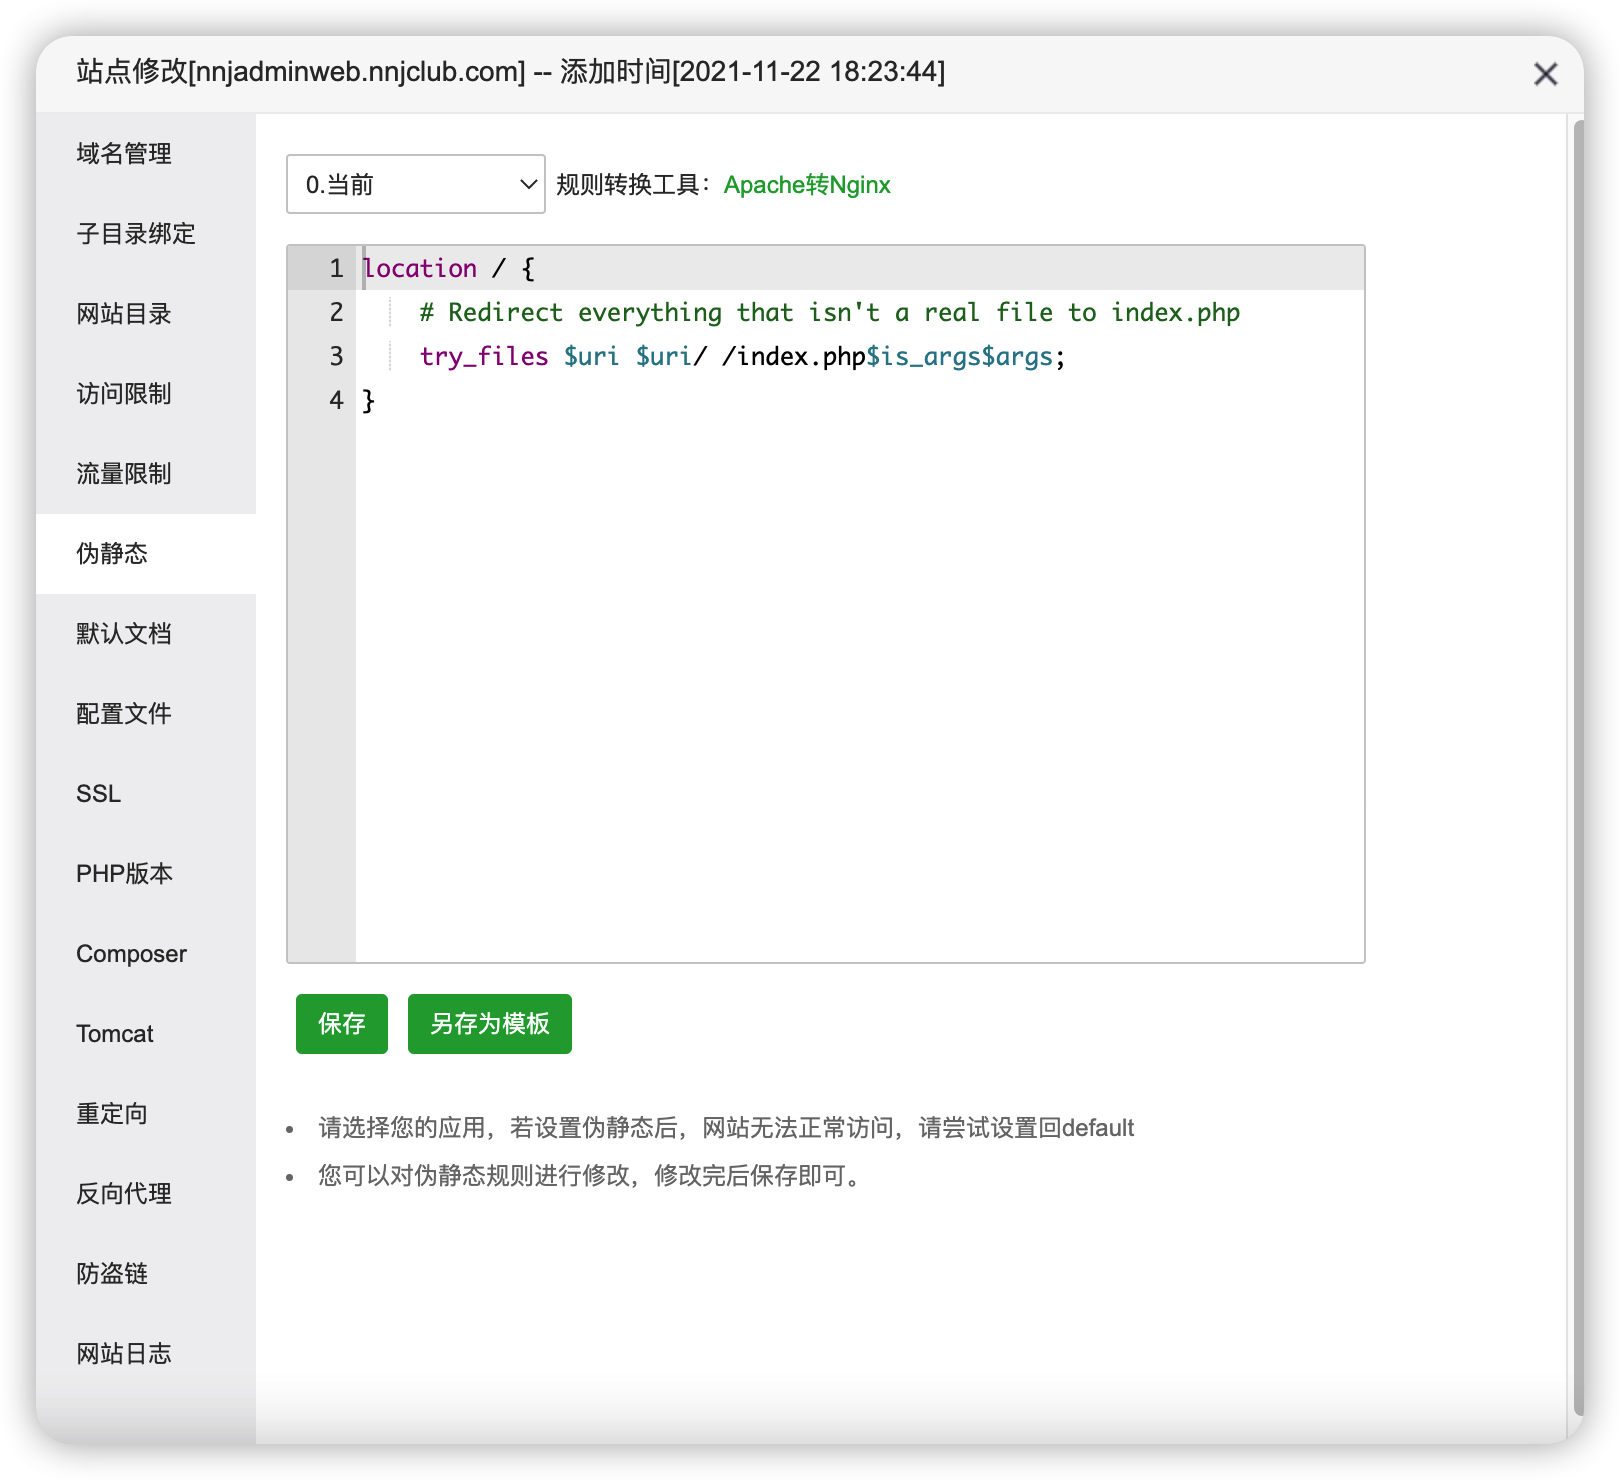 站点修改[nnjadminweb.nnjclub.com] -- 添加时间[2021-11-22 18:23:44]
域名管理
子目录绑定
网站目录
访问限制
流量限制
伪静态
默认文档
配置文件
SSL
PHP版本
Composer
Tomcat
重定向
反向代理
防盗链
网站日志
0.当前 规则转换工具：Apache转Nginx
1 location / {
2     # Redirect everything that isn't a real file to index.php
3     try_files $uri $uri/ /index.php$is_args$args;
4 }
保存 另存为模板
• 请选择您的应用，若设置伪静态后，网站无法正常访问，请尝试设置回default
• 您可以对伪静态规则进行修改，修改完后保存即可。